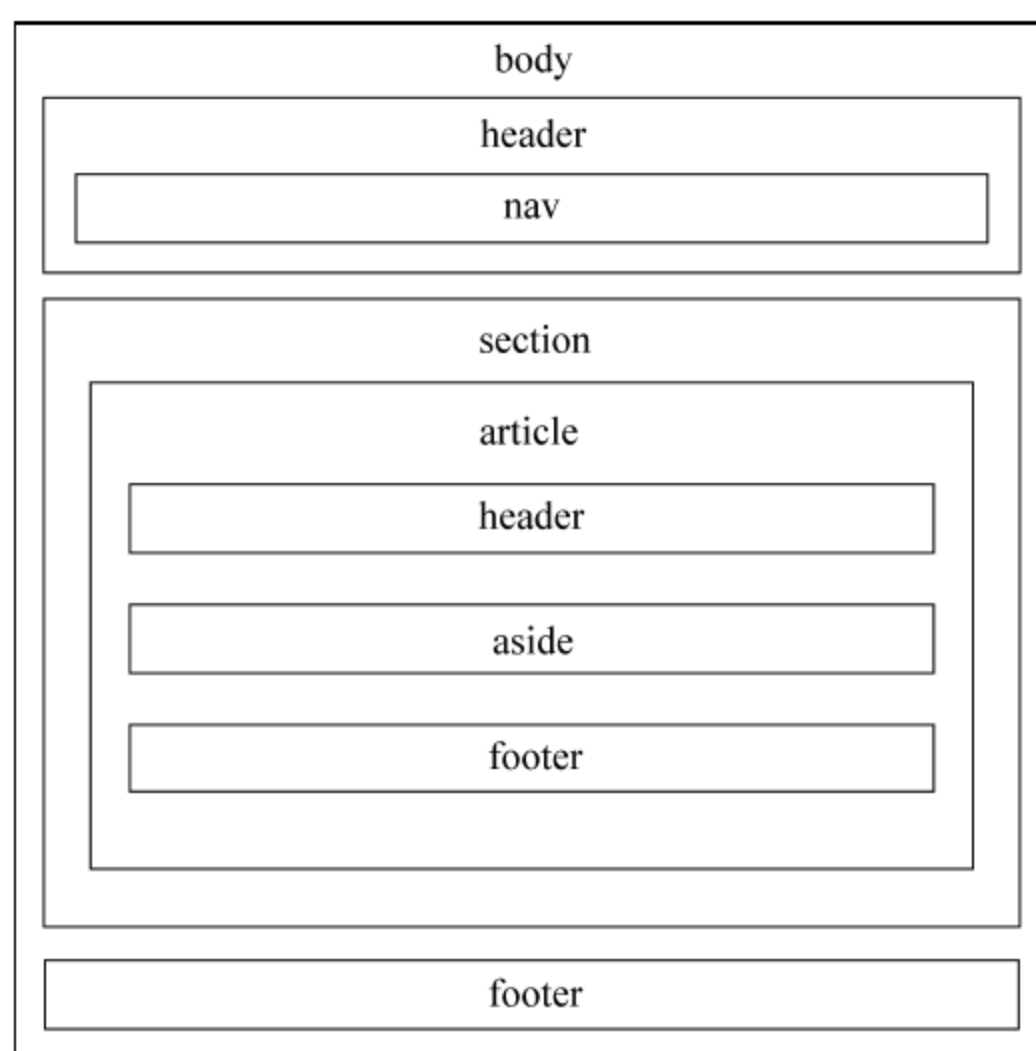 body
header
nav
section
article
header
aside
footer
footer